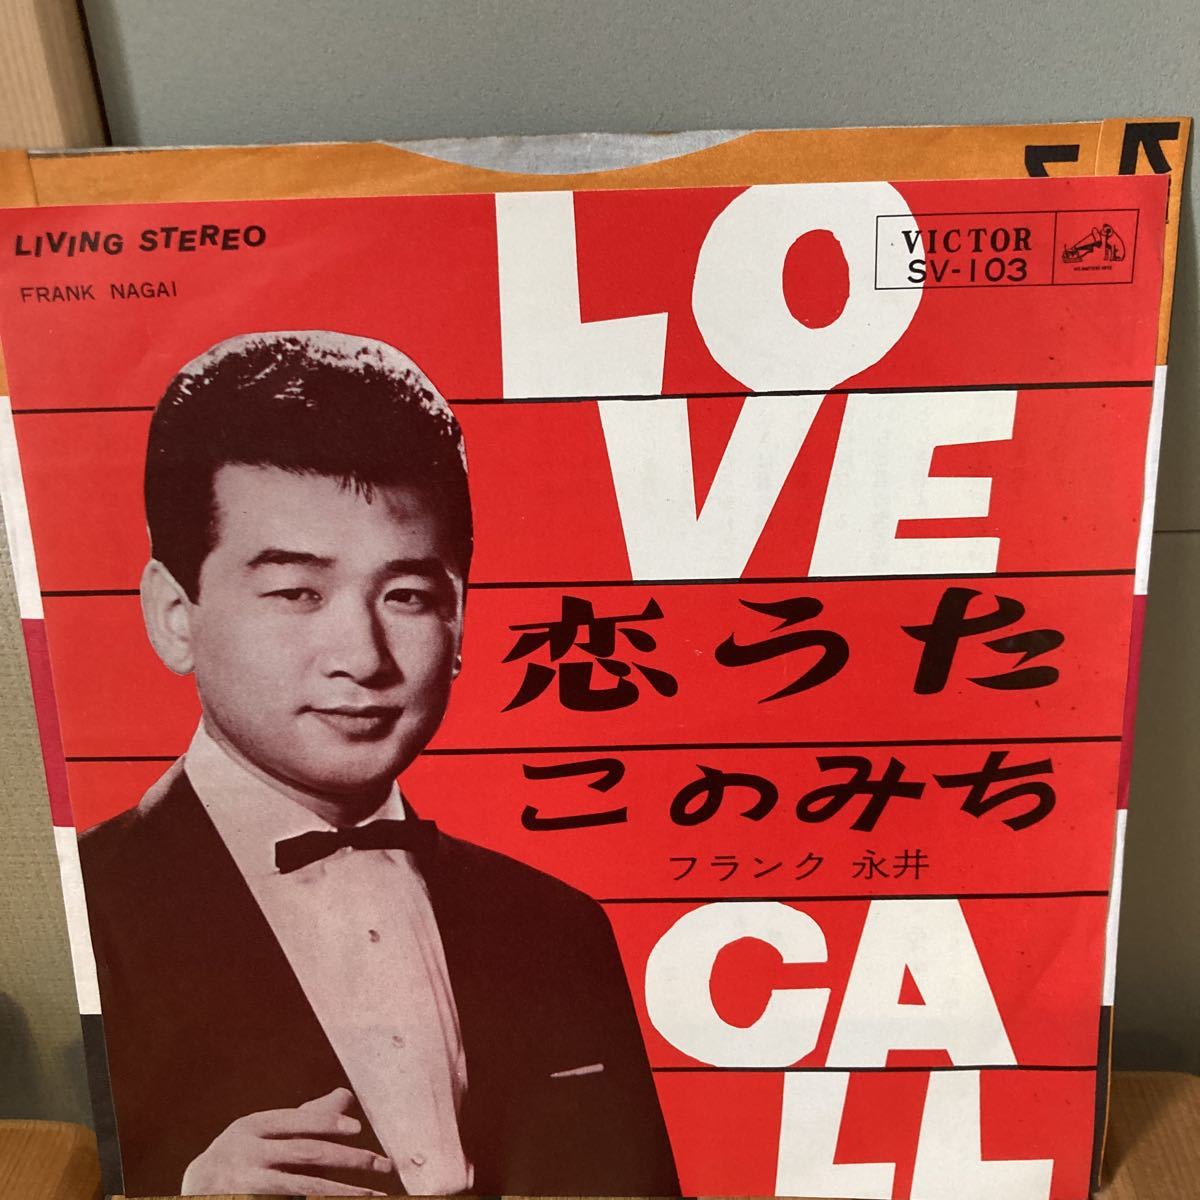 LIVING STEREO
FRANK NAGAI
VICTOR
SV-103
LO
VE
恋うた
このみち
フランク 永井
CA
LL